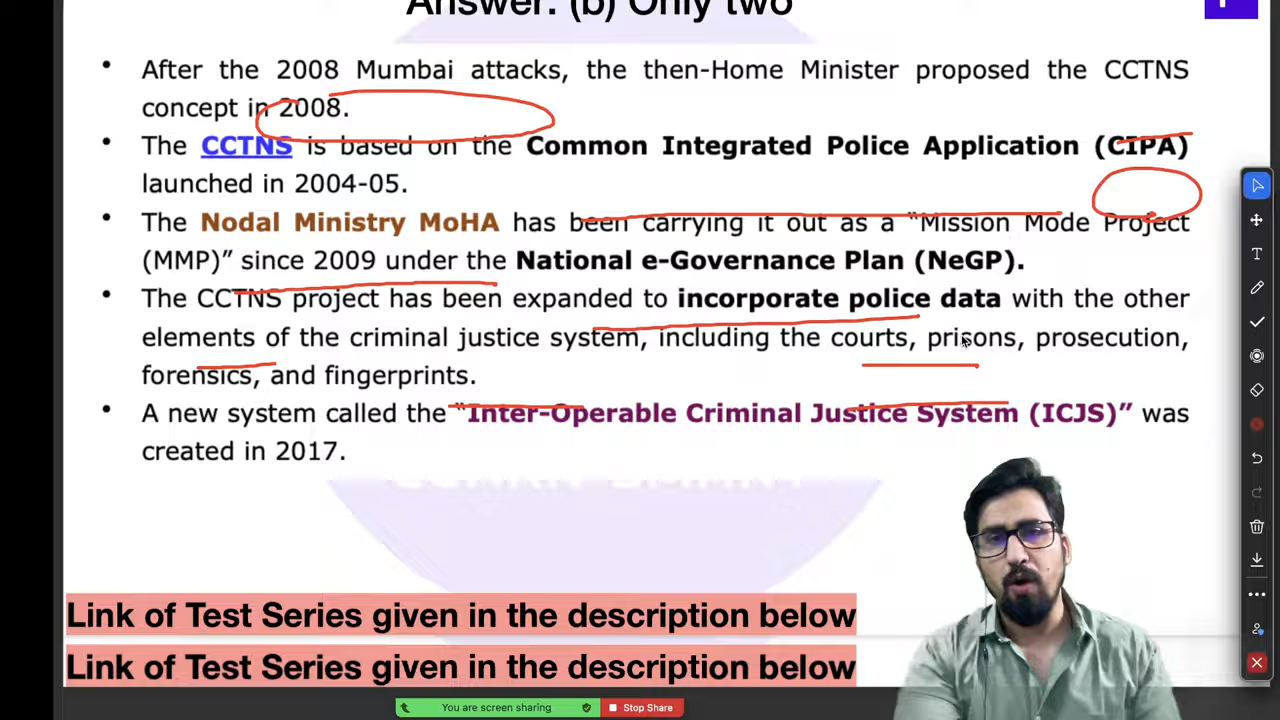 Answer: (b) Only two
• After the 2008 Mumbai attacks, the then-Home Minister proposed the CCTNS
concept in 2008.
• The CCTNS is based on the Common Integrated Police Application (CIPA)
launched in 2004-05.
• The Nodal Ministry MoHA has been carrying it out as a “Mission Mode Project
(MMP)” since 2009 under the National e-Governance Plan (NeGP).
• The CCTNS project has been expanded to incorporate police data with the other
elements of the criminal justice system, including the courts, prisons, prosecution,
forensics, and fingerprints.
• A new system called the “Inter-Operable Criminal Justice System (ICJS)” was
created in 2017.
Link of Test Series given in the description below
Link of Test Series given in the description below
You are screen sharing
Stop Share